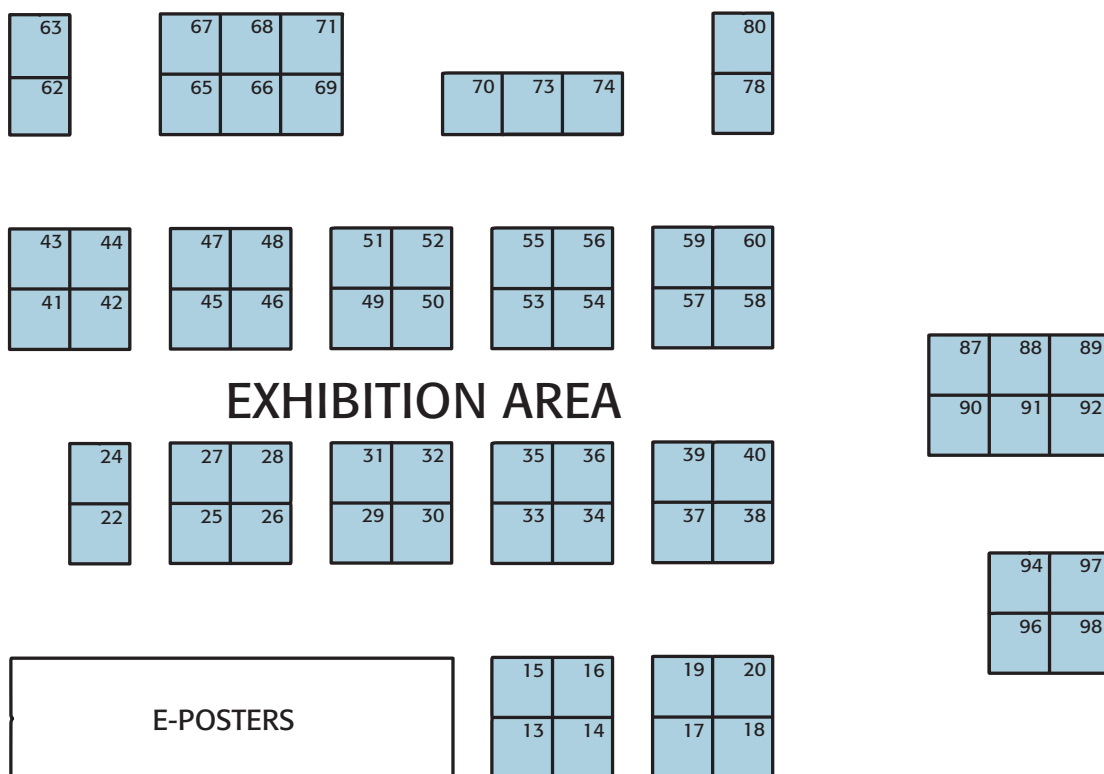 63 67 68 71 80
62 65 66 69 70 73 74 78
43 44 47 48 51 52 55 56 59 60
41 42 45 46 49 50 53 54 57 58
87 88 89
EXHIBITION AREA
90 91 92
24 27 28 31 32 35 36 39 40
22 25 26 29 30 33 34 37 38
94 97
96 98
15 16 19 20
E-POSTERS
13 14 17 18